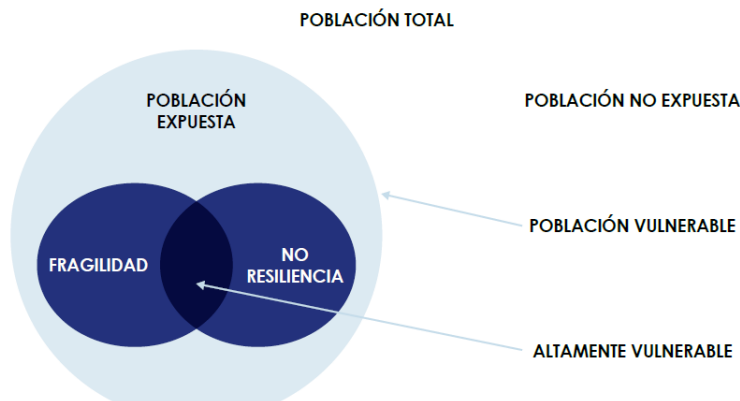 POBLACIÓN TOTAL
POBLACIÓN
EXPUESTA
POBLACIÓN NO EXPUESTA
POBLACIÓN VULNERABLE
FRAGILIDAD
NO
RESILIENCIA
ALTAMENTE VULNERABLE